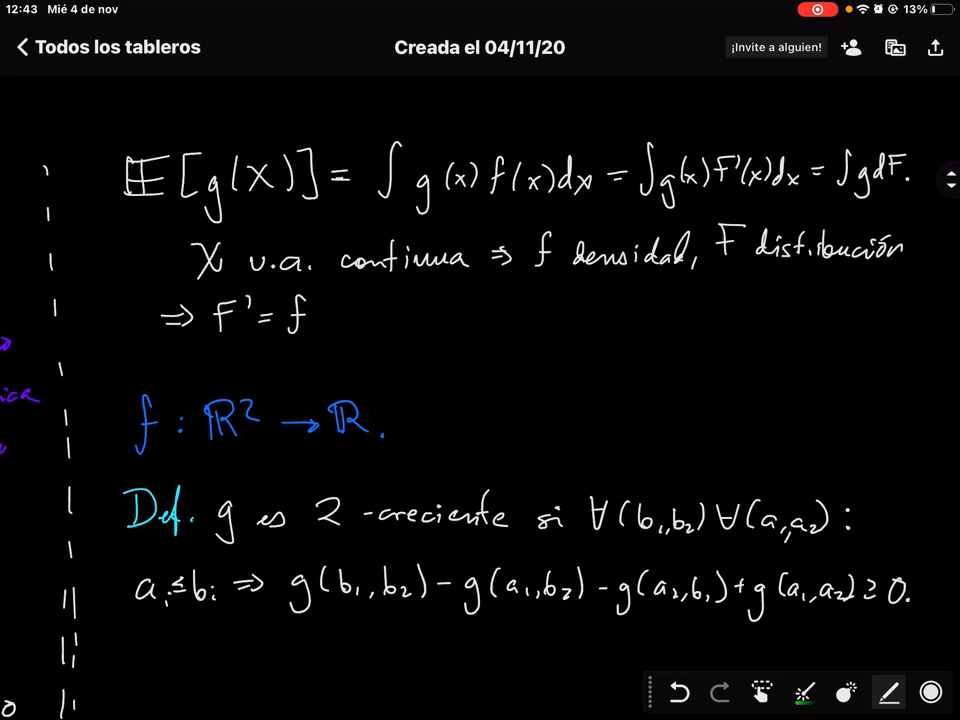 12:43 Mié 4 de nov 13%
Todos los tableros Creada el 04/11/20 ¡Invite a alguien!
𝔼[g(X)] = ∫ g(x) f(x)dx = ∫g(x)F'(x)dx = ∫gdF.
X v.a. continua ⇒ f densidad, F distribución
⇒ F' = f
ica
f : ℝ² → ℝ.
Def. g es 2-creciente si ∀(b₁,b₂)∀(a₁,a₂):
aᵢ≤bᵢ ⇒ g(b₁,b₂) - g(a₁,b₂) - g(a₂,b₁) + g(a₁,a₂) ≥ 0.
o